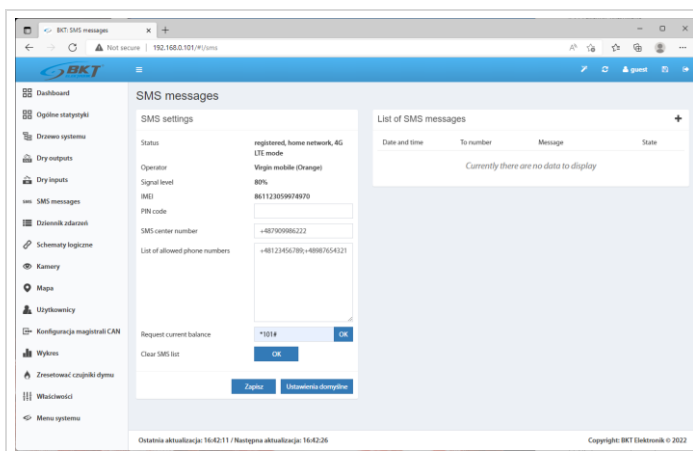 BKT: SMS messages
Not secure | 192.168.0.101/#!/sms
BKT
guest
Dashboard
Ogólne statystyki
Drzewo systemu
Dry outputs
Dry inputs
SMS SMS messages
Dziennik zdarzeń
Schematy logiczne
Kamery
Mapa
Użytkownicy
Konfiguracja magistrali CAN
Wykres
Zresetować czujniki dymu
Właściwości
Menu systemu
SMS messages
SMS settings
Status registered, home network, 4G
LTE mode
Operator Virgin mobile (Orange)
Signal level 80%
IMEI 861123059974970
PIN code
SMS center number +487909986222
List of allowed phone numbers +48123456789;+48987654321
Request current balance *101# OK
Clear SMS list OK
Zapisz Ustawienia domyślne
List of SMS messages
Date and time To number Message State
Currently there are no data to display
Ostatnia aktualizacja: 16:42:11 / Następna aktualizacja: 16:42:26
Copyright: BKT Elektronik © 2022